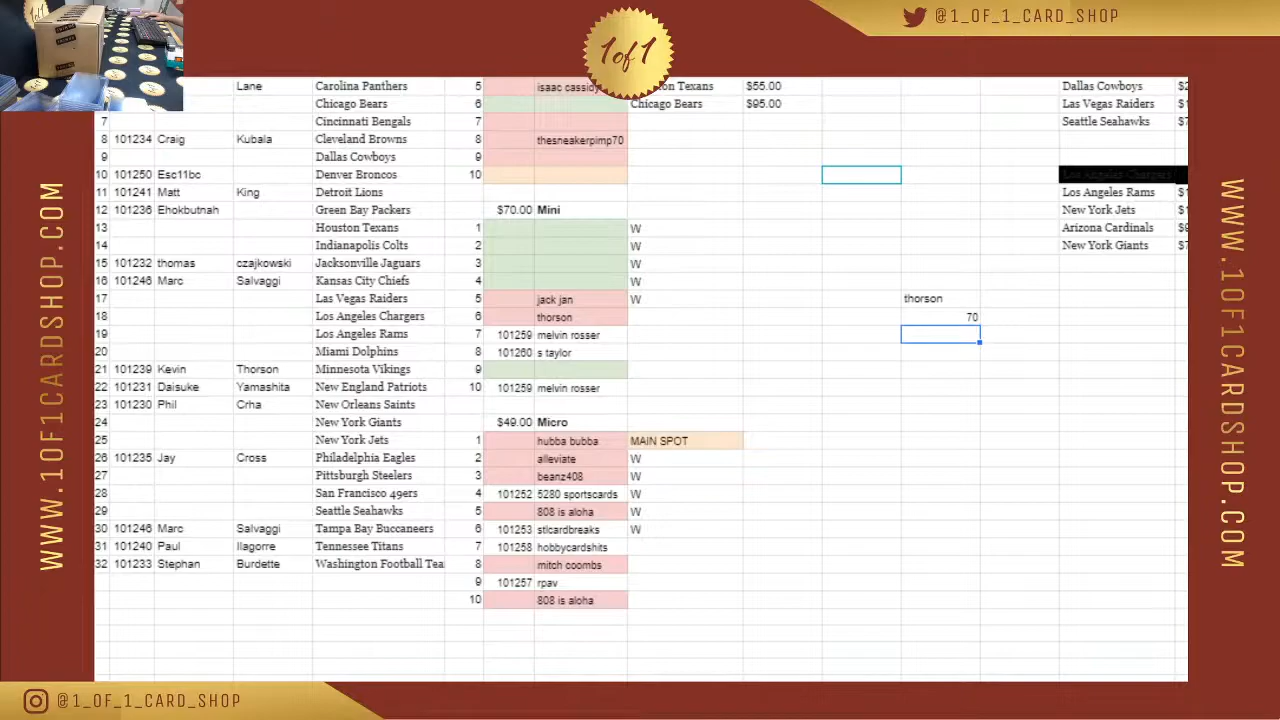 1of1
@1_OF_1_CARD_SHOP
WWW.1OF1CARDSHOP.COM
Lane Carolina Panthers 5 isaac cassidy Texans $55.00 Dallas Cowboys
Chicago Bears 6 Chicago Bears $95.00 Las Vegas Raiders
7 Cincinnati Bengals 7 Seattle Seahawks
8 101234 Craig Kubala Cleveland Browns 8 thesneakerpimp70
9 Dallas Cowboys 9
10 101250 Esc11bc Denver Broncos 10 Los Angeles Chargers
11 101241 Matt King Detroit Lions Los Angeles Rams
12 101236 Ehokbutnah Green Bay Packers $70.00 Mini New York Jets
13 Houston Texans 1 W Arizona Cardinals
14 Indianapolis Colts 2 W New York Giants
15 101232 thomas czajkowski Jacksonville Jaguars 3 W
16 101246 Marc Salvaggi Kansas City Chiefs 4 W
17 Las Vegas Raiders 5 jack jan W thorson
18 Los Angeles Chargers 6 thorson 70
19 Los Angeles Rams 7 101259 melvin rosser
20 Miami Dolphins 8 101260 s taylor
21 101239 Kevin Thorson Minnesota Vikings 9
22 101231 Daisuke Yamashita New England Patriots 10 101259 melvin rosser
23 101230 Phil Crha New Orleans Saints
24 New York Giants $49.00 Micro
25 New York Jets 1 hubba bubba MAIN SPOT
26 101235 Jay Cross Philadelphia Eagles 2 alleviate W
27 Pittsburgh Steelers 3 beanz408 W
28 San Francisco 49ers 4 101252 5280 sportscards W
29 Seattle Seahawks 5 808 is aloha W
30 101246 Marc Salvaggi Tampa Bay Buccaneers 6 101253 stlcardbreaks W
31 101240 Paul Ilagorre Tennessee Titans 7 101258 hobbycardshits
32 101233 Stephan Burdette Washington Football Tea 8 mitch coombs
9 101257 rpav
10 808 is aloha
WWW.1OF1CARDSHOP.COM
@1_OF_1_CARD_SHOP